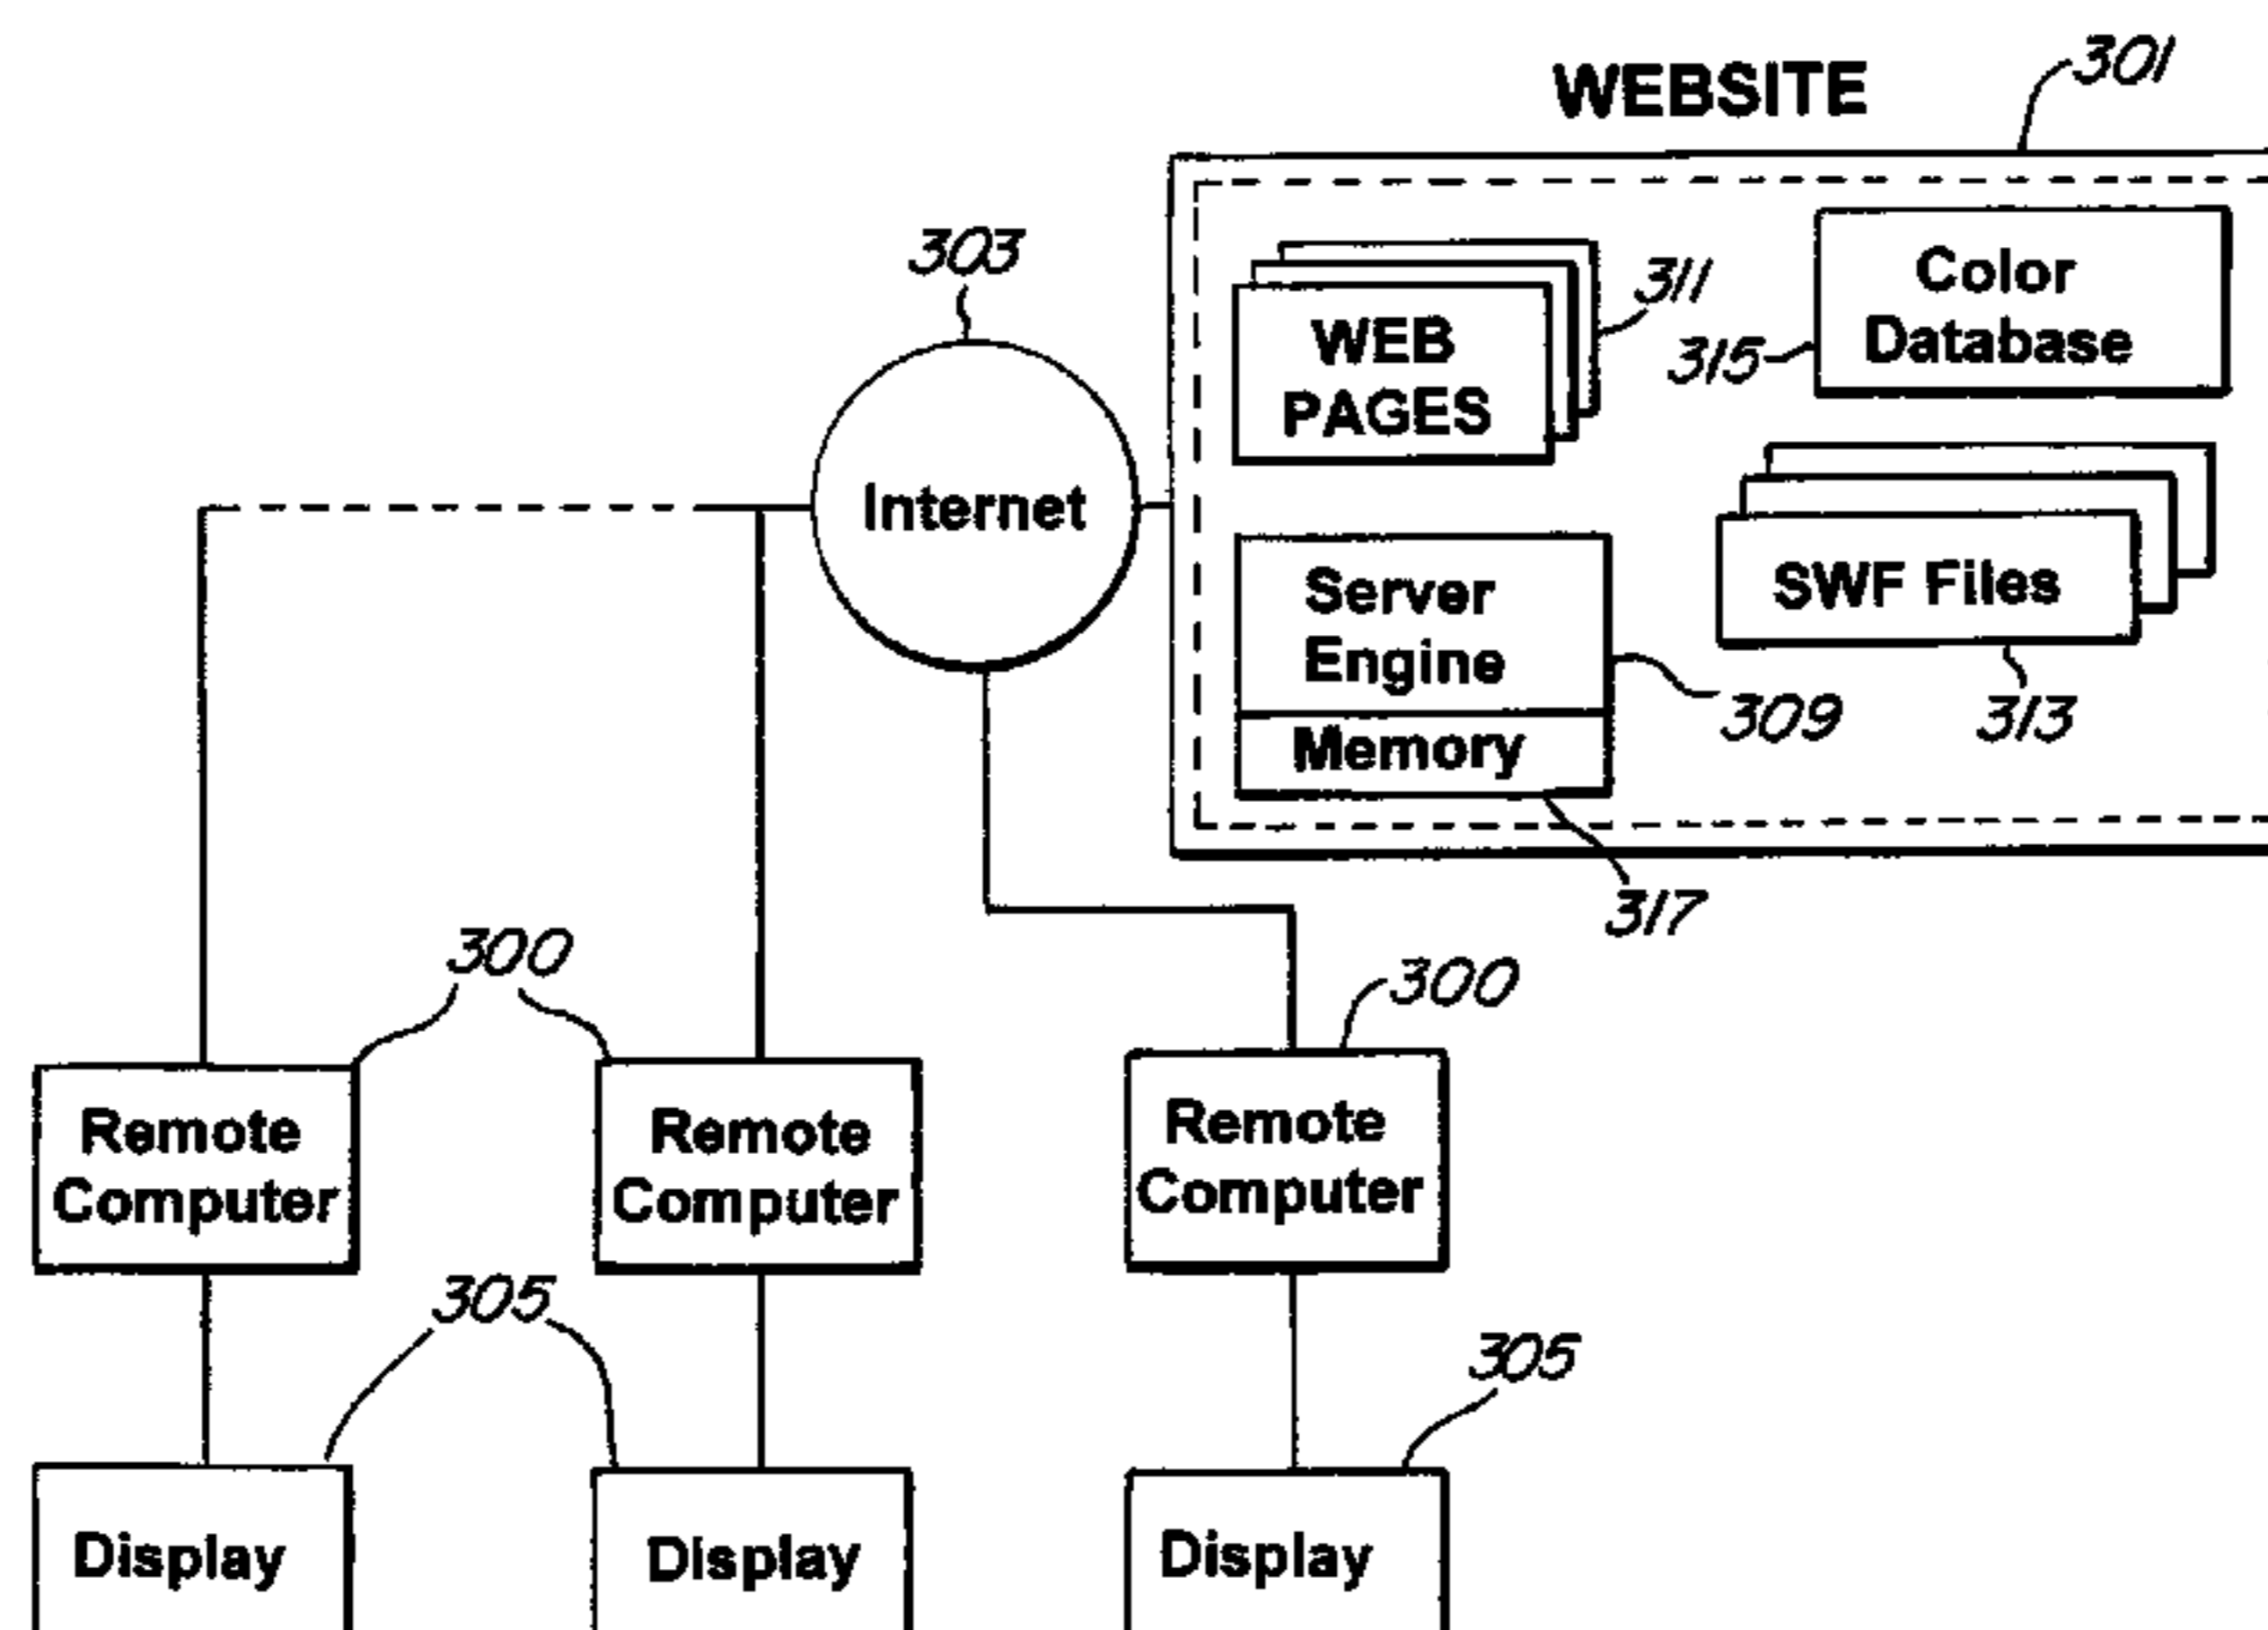 WEBSITE
301
303
WEB
PAGES
311
Color
Database
315
Internet
Server
Engine
Memory
309
SWF Files
313
317
300
300
Remote
Computer
Remote
Computer
Remote
Computer
305
305
Display
Display
Display